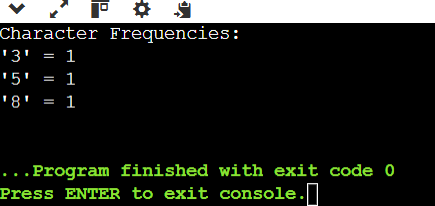 Character Frequencies:
'3' = 1
'5' = 1
'8' = 1
...Program finished with exit code 0
Press ENTER to exit console.